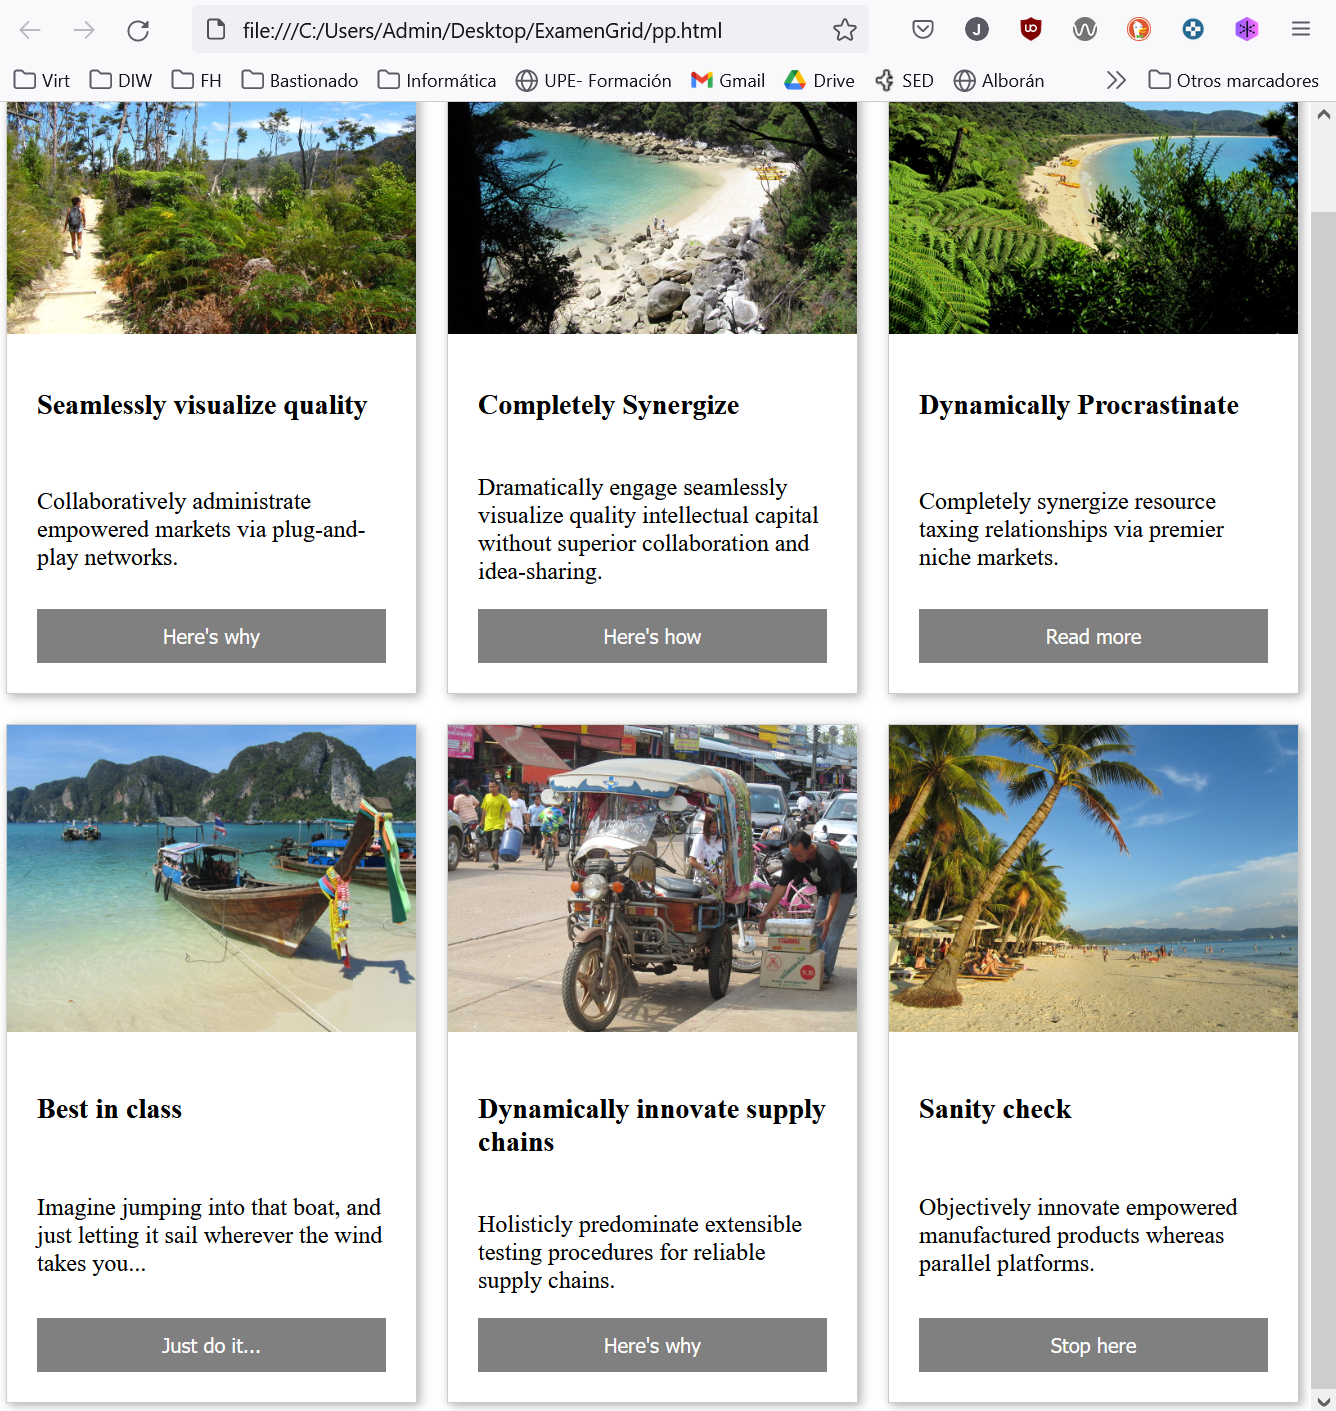 file:///C:/Users/Admin/Desktop/ExamenGrid/pp.html
J
Virt DIW FH Bastionado Informática UPE- Formación Gmail Drive SED Alborán Otros marcadores
Seamlessly visualize quality
Collaboratively administrate
empowered markets via plug-and-
play networks.
Here's why
Completely Synergize
Dramatically engage seamlessly
visualize quality intellectual capital
without superior collaboration and
idea-sharing.
Here's how
Dynamically Procrastinate
Completely synergize resource
taxing relationships via premier
niche markets.
Read more
Best in class
Imagine jumping into that boat, and
just letting it sail wherever the wind
takes you...
Just do it...
Dynamically innovate supply
chains
Holisticly predominate extensible
testing procedures for reliable
supply chains.
Here's why
Sanity check
Objectively innovate empowered
manufactured products whereas
parallel platforms.
Stop here